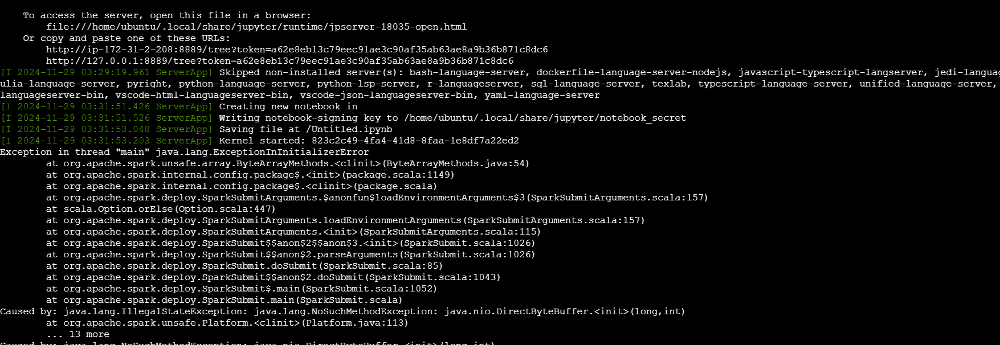 To access the server, open this file in a browser:
file:///home/ubuntu/.local/share/jupyter/runtime/jpserver-18035-open.html
Or copy and paste one of these URLs:
http://ip-172-31-2-208:8889/tree?token=a62e8eb13c79eec91ae3c90af35ab63ae8a9b36b871c8dc6
http://127.0.0.1:8889/tree?token=a62e8eb13c79eec91ae3c90af35ab63ae8a9b36b871c8dc6
[I 2024-11-29 03:29:19.961 ServerApp] Skipped non-installed server(s): bash-language-server, dockerfile-language-server-nodejs, javascript-typescript-langserver, jedi-languag
ulia-language-server, pyright, python-language-server, python-lsp-server, r-languageserver, sql-language-server, texlab, typescript-language-server, unified-language-server,
languageserver-bin, vscode-html-languageserver-bin, vscode-json-languageserver-bin, yaml-language-server
[I 2024-11-29 03:31:51.426 ServerApp] Creating new notebook in
[I 2024-11-29 03:31:51.526 ServerApp] Writing notebook-signing key to /home/ubuntu/.local/share/jupyter/notebook_secret
[I 2024-11-29 03:31:53.048 ServerApp] Saving file at /Untitled.ipynb
[I 2024-11-29 03:31:53.203 ServerApp] Kernel started: 823c2c49-4fa4-41d8-8faa-1e8df7a22ed2
Exception in thread "main" java.lang.ExceptionInInitializerError
at org.apache.spark.unsafe.array.ByteArrayMethods.<clinit>(ByteArrayMethods.java:54)
at org.apache.spark.internal.config.package$.<init>(package.scala:1149)
at org.apache.spark.internal.config.package$.<clinit>(package.scala)
at org.apache.spark.deploy.SparkSubmitArguments.$anonfun$loadEnvironmentArguments$3(SparkSubmitArguments.scala:157)
at scala.Option.orElse(Option.scala:447)
at org.apache.spark.deploy.SparkSubmitArguments.loadEnvironmentArguments(SparkSubmitArguments.scala:157)
at org.apache.spark.deploy.SparkSubmitArguments.<init>(SparkSubmitArguments.scala:115)
at org.apache.spark.deploy.SparkSubmit$$anon$2$$anon$3.<init>(SparkSubmit.scala:1026)
at org.apache.spark.deploy.SparkSubmit$$anon$2.parseArguments(SparkSubmit.scala:1026)
at org.apache.spark.deploy.SparkSubmit.doSubmit(SparkSubmit.scala:85)
at org.apache.spark.deploy.SparkSubmit$$anon$2.doSubmit(SparkSubmit.scala:1043)
at org.apache.spark.deploy.SparkSubmit$.main(SparkSubmit.scala:1052)
at org.apache.spark.deploy.SparkSubmit.main(SparkSubmit.scala)
Caused by: java.lang.IllegalStateException: java.lang.NoSuchMethodException: java.nio.DirectByteBuffer.<init>(long,int)
at org.apache.spark.unsafe.Platform.<clinit>(Platform.java:113)
... 13 more
Caused by: java.lang.NoSuchMethodException: java.nio.DirectByteBuffer.<init>(long,int)